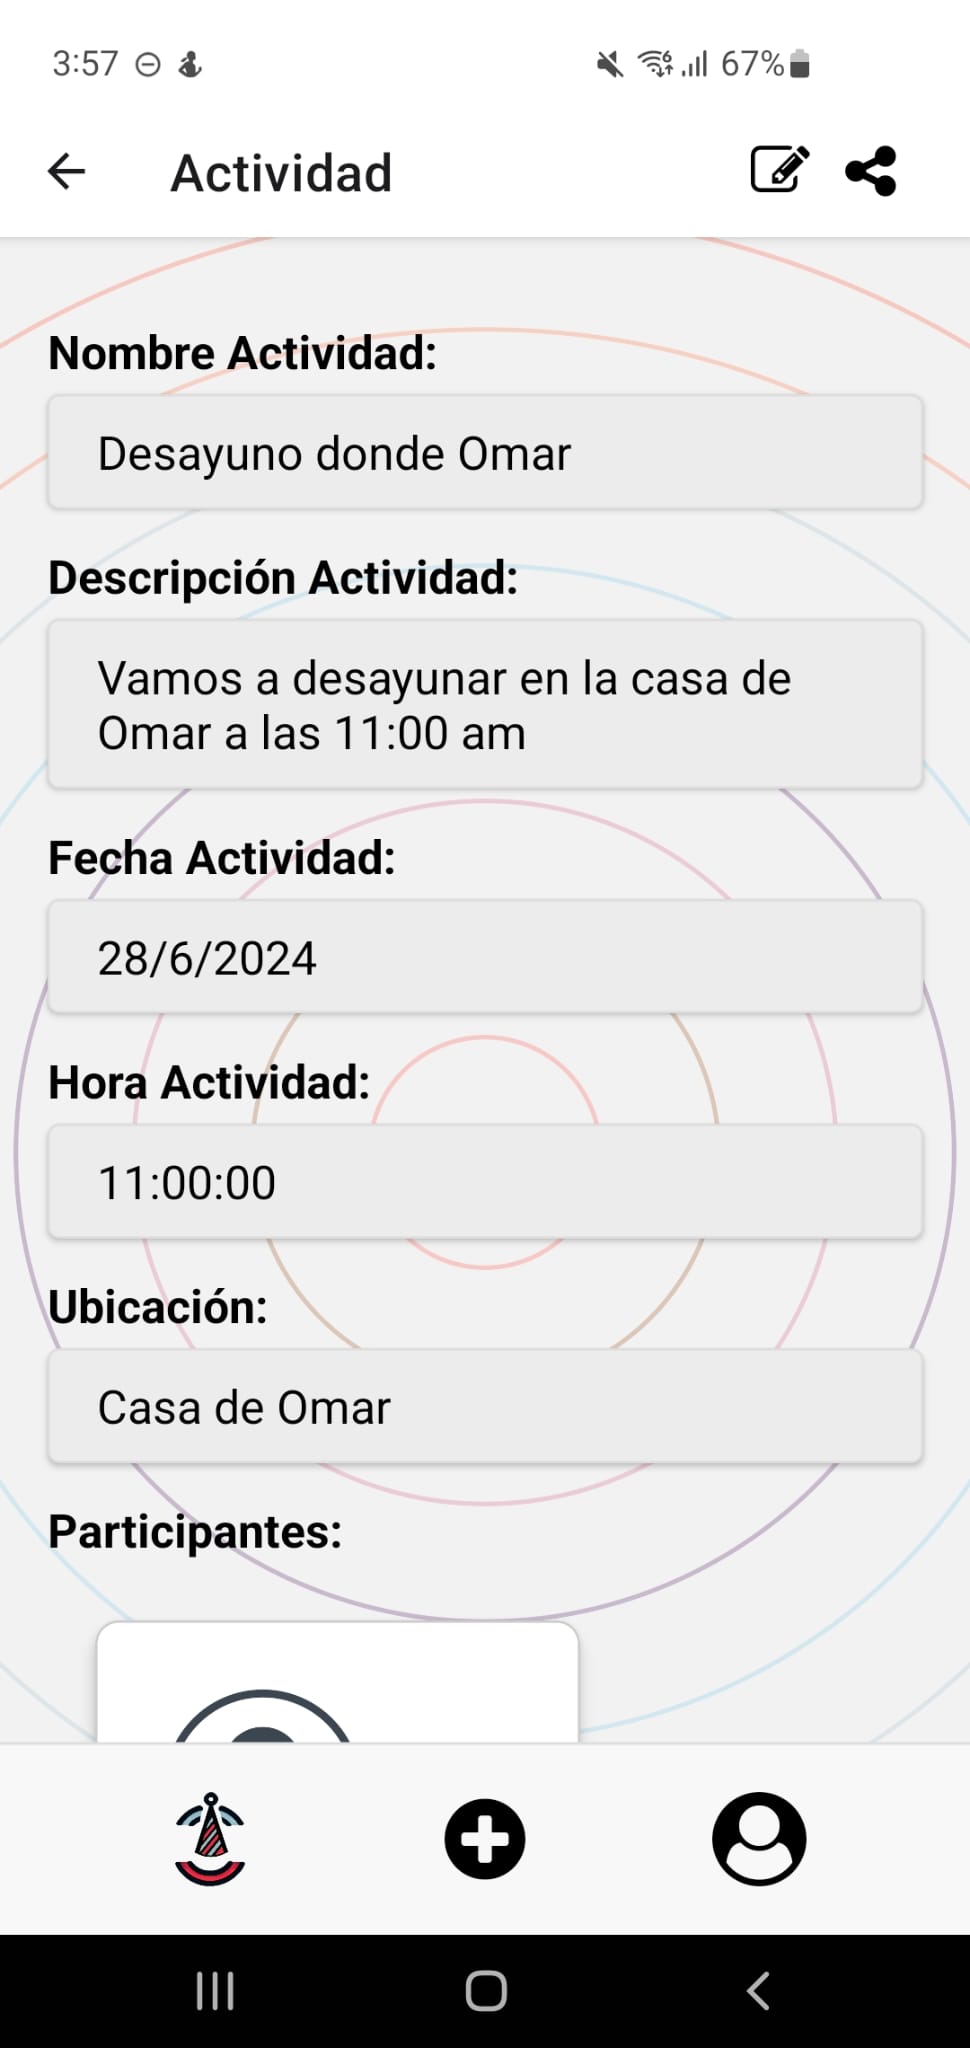 3:57
67%
Actividad
Nombre Actividad:
Desayuno donde Omar
Descripción Actividad:
Vamos a desayunar en la casa de
Omar a las 11:00 am
Fecha Actividad:
28/6/2024
Hora Actividad:
11:00:00
Ubicación:
Casa de Omar
Participantes: